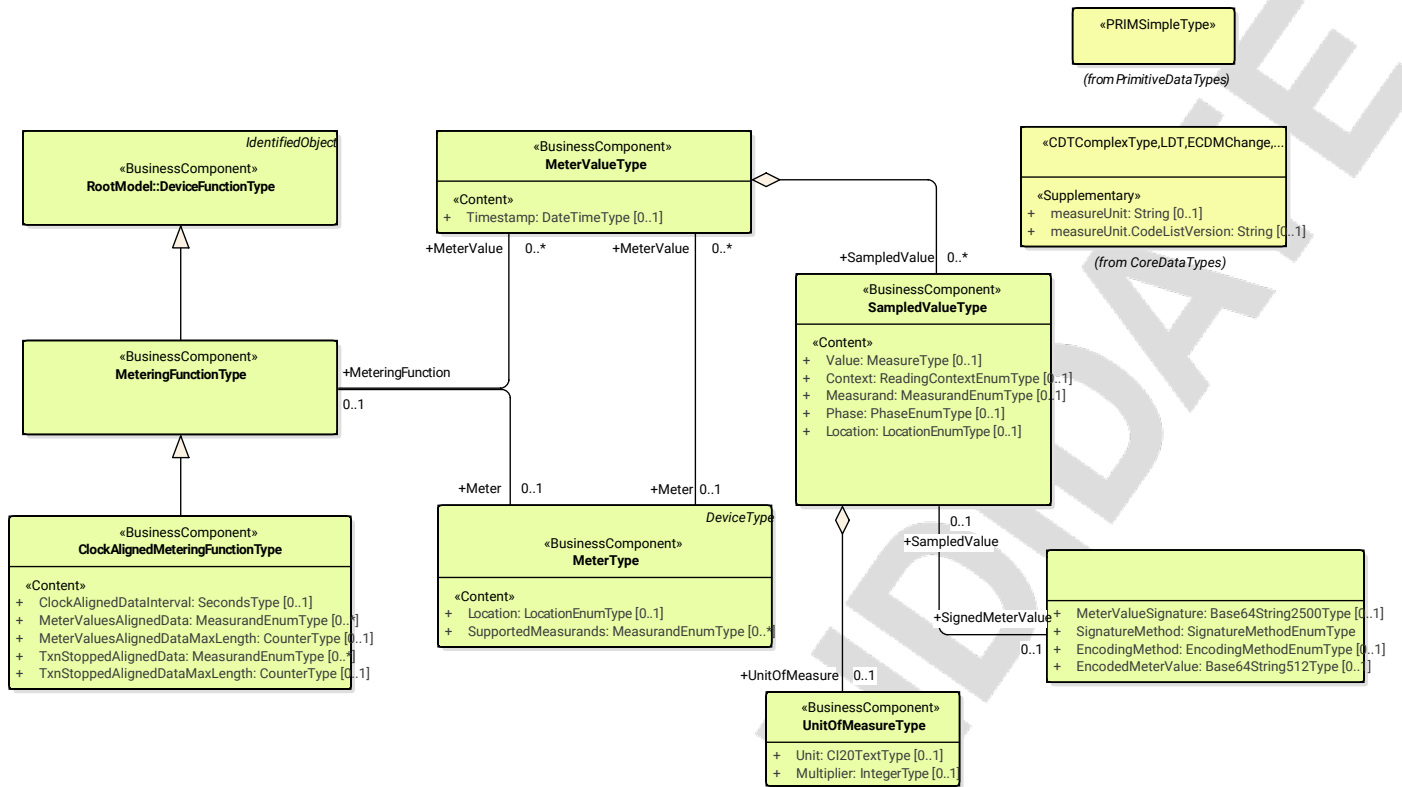 «PRIMSimpleType»
(from PrimitiveDataTypes)
IdentifiedObject
«BusinessComponent»
RootModel::DeviceFunctionType
«BusinessComponent»
MeterValueType
«Content»
+ Timestamp: DateTimeType [0..1]
«CDTComplexType,LDT,ECDMChange,...
«Supplementary»
+ measureUnit: String [0..1]
+ measureUnit.CodeListVersion: String [0..1]
(from CoreDataTypes)
+MeterValue 0..*
+MeterValue 0..*
+SampledValue 0..*
«BusinessComponent»
SampledValueType
«Content»
+ Value: MeasureType [0..1]
+ Context: ReadingContextEnumType [0..1]
+ Measurand: MeasurandEnumType [0..1]
+ Phase: PhaseEnumType [0..1]
+ Location: LocationEnumType [0..1]
«BusinessComponent»
MeteringFunctionType
+MeteringFunction
0..1
+Meter 0..1
+Meter 0..1
«BusinessComponent»
ClockAlignedMeteringFunctionType
«Content»
+ ClockAlignedDataInterval: SecondsType [0..1]
+ MeterValuesAlignedData: MeasurandEnumType [0..*]
+ MeterValuesAlignedDataMaxLength: CounterType [0..1]
+ TxnStoppedAlignedData: MeasurandEnumType [0..*]
+ TxnStoppedAlignedDataMaxLength: CounterType [0..1]
DeviceType
«BusinessComponent»
MeterType
«Content»
+ Location: LocationEnumType [0..1]
+ SupportedMeasurands: MeasurandEnumType [0..*]
0..1
+SampledValue
+SignedMeterValue
0..1
+ MeterValueSignature: Base64String2500Type [0..1]
+ SignatureMethod: SignatureMethodEnumType
+ EncodingMethod: EncodingMethodEnumType [0..1]
+ EncodedMeterValue: Base64String512Type [0..1]
+UnitOfMeasure 0..1
«BusinessComponent»
UnitOfMeasureType
+ Unit: CI20TextType [0..1]
+ Multiplier: IntegerType [0..1]